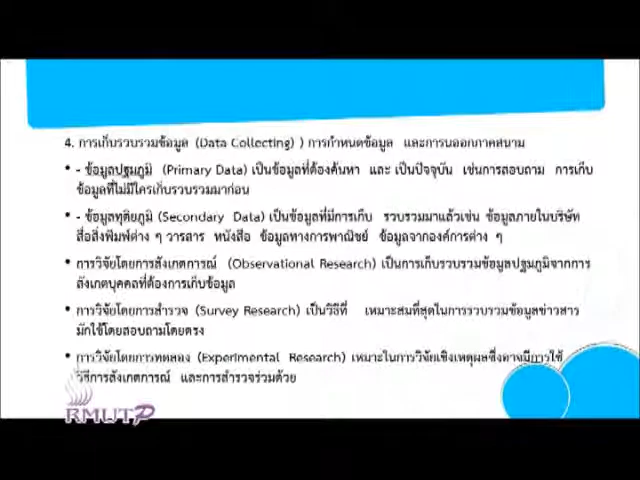 4. การเก็บรวบรวมข้อมูล (Data Collecting) ) การกำหนดข้อมูล และการบออกภาคสนาม
• - ข้อมูลปฐมภูมิ (Primary Data) เป็นข้อมูลที่ต้องค้นหา และ เป็นปัจจุบัน เช่นการสอบถาม การเก็บ
ข้อมูลที่ไม่มีใครเก็บรวบรวมมาก่อน
• - ข้อมูลทุติยภูมิ (Secondary Data) เป็นข้อมูลที่มีการเก็บ รวบรวมมาแล้วเช่น ข้อมูลภายในบริษัท
สื่อสิ่งพิมพ์ต่าง ๆ วารสาร หนังสือ ข้อมูลทางการพาณิชย์ ข้อมูลจากองค์การต่าง ๆ
• การวิจัยโดยการสังเกตการณ์ (Observational Research) เป็นการเก็บรวบรวมข้อมูลปฐมภูมิจากการ
สังเกตบุคคลที่ต้องการเก็บข้อมูล
• การวิจัยโดยการสำรวจ (Survey Research) เป็นวิธีที่ เหมาะสมที่สุดในการรวบรวมข้อมูลข่าวสาร
มักใช้โดยสอบถามโดยตรง
• การวิจัยโดยการทดลอง (Experimental Research) เหมาะในการวิจัยเชิงเหตุผลซึ่งอาจมีการใช้
วิธีการสังเกตการณ์ และการสำรวจร่วมด้วย
RMUTP